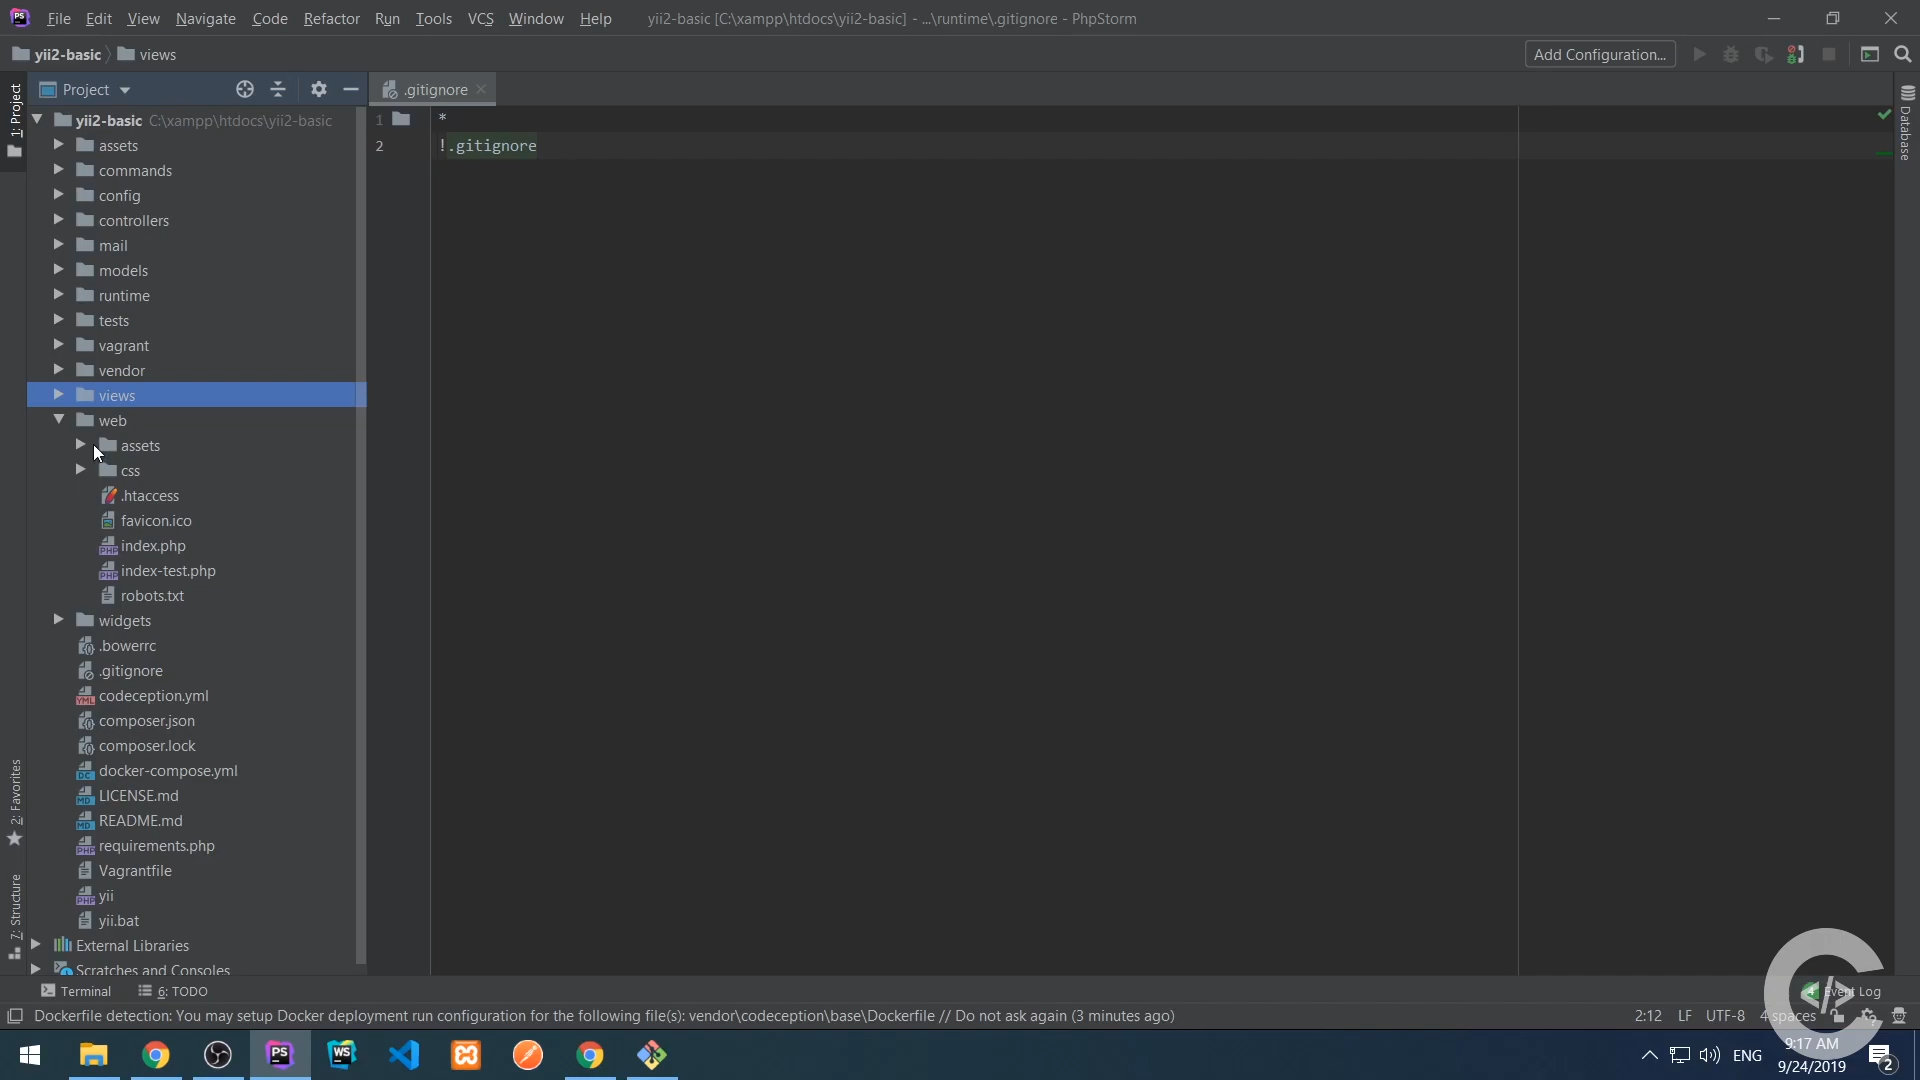 PS File Edit View Navigate Code Refactor Run Tools VCS Window Help yii2-basic [C:\xampp\htdocs\yii2-basic] - ...\runtime\.gitignore - PhpStorm
yii2-basic views Add Configuration...
1: Project
Project
.gitignore
Database
yii2-basic C:\xampp\htdocs\yii2-basic
assets
commands
config
controllers
mail
models
runtime
tests
vagrant
vendor
views
web
assets
css
.htaccess
favicon.ico
index.php
index-test.php
robots.txt
widgets
.bowerrc
.gitignore
codeception.yml
composer.json
composer.lock
docker-compose.yml
LICENSE.md
README.md
requirements.php
Vagrantfile
yii
yii.bat
External Libraries
Scratches and Consoles
1 *
2 !.gitignore
2: Favorites
7: Structure
Terminal 6: TODO
4 Event Log
Dockerfile detection: You may setup Docker deployment run configuration for the following file(s): vendor\codeception\base\Dockerfile // Do not ask again (3 minutes ago)
2:12 LF UTF-8 4 spaces
PS WS
ENG
9:17 AM
9/24/2019
2